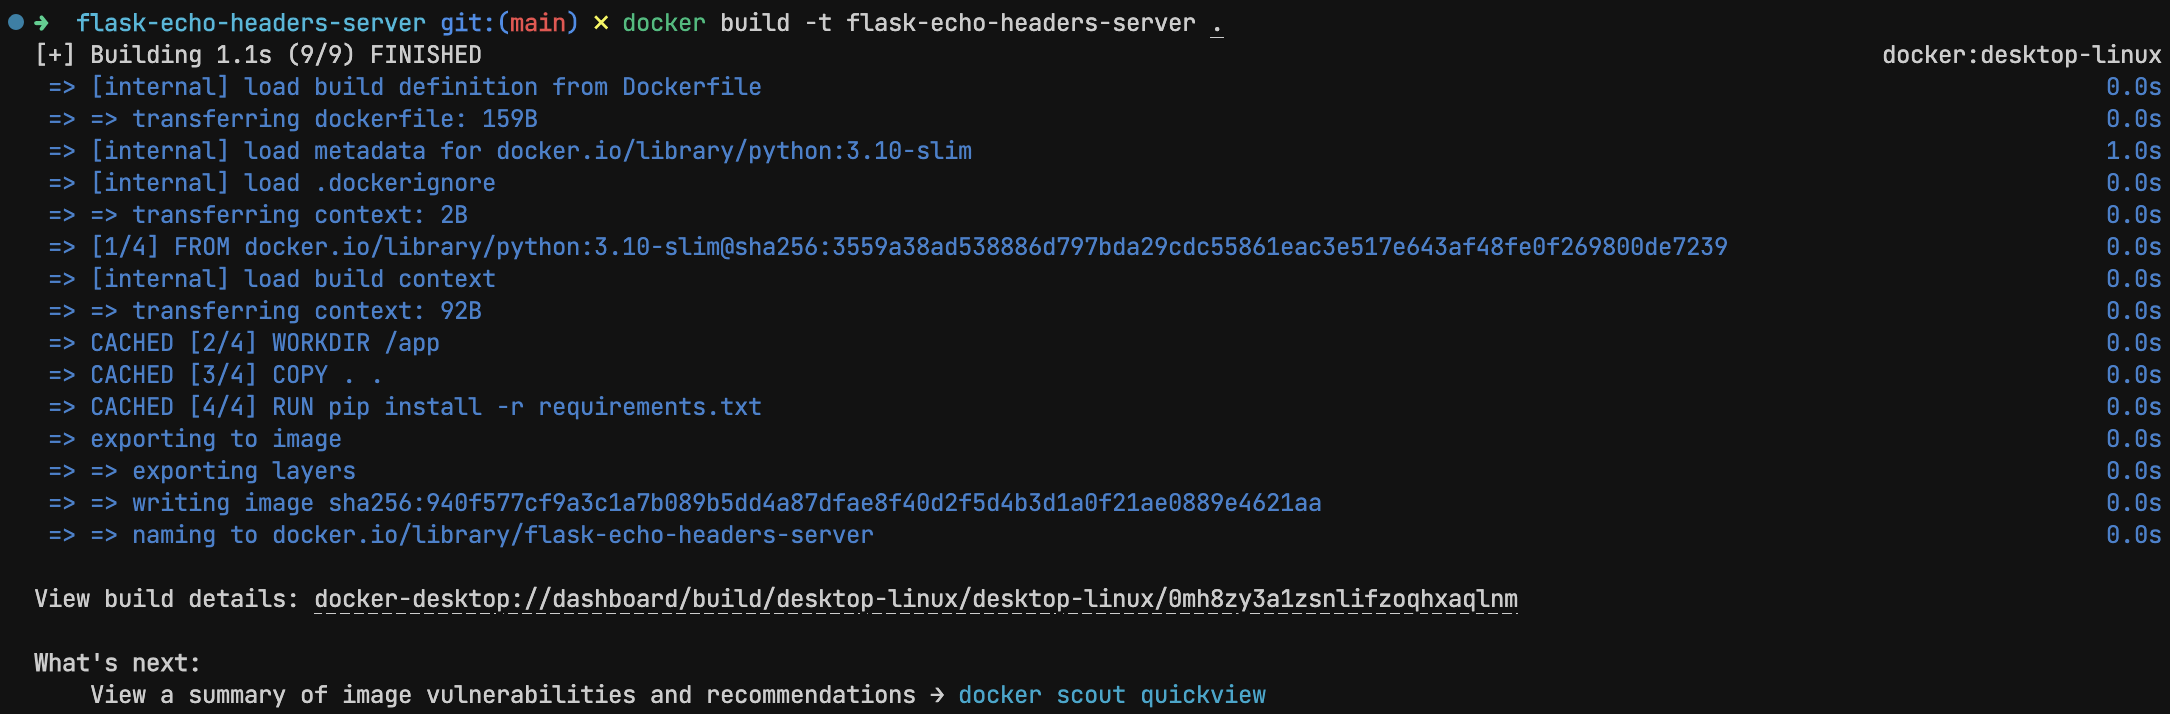 ➜ flask-echo-headers-server git:(main) ✗ docker build -t flask-echo-headers-server .
[+] Building 1.1s (9/9) FINISHED docker:desktop-linux
=> [internal] load build definition from Dockerfile 0.0s
=> => transferring dockerfile: 159B 0.0s
=> [internal] load metadata for docker.io/library/python:3.10-slim 1.0s
=> [internal] load .dockerignore 0.0s
=> => transferring context: 2B 0.0s
=> [1/4] FROM docker.io/library/python:3.10-slim@sha256:3559a38ad538886d797bda29cdc55861eac3e517e643af48fe0f269800de7239 0.0s
=> [internal] load build context 0.0s
=> => transferring context: 92B 0.0s
=> CACHED [2/4] WORKDIR /app 0.0s
=> CACHED [3/4] COPY . . 0.0s
=> CACHED [4/4] RUN pip install -r requirements.txt 0.0s
=> exporting to image 0.0s
=> => exporting layers 0.0s
=> => writing image sha256:940f577cf9a3c1a7b089b5dd4a87dfae8f40d2f5d4b3d1a0f21ae0889e4621aa 0.0s
=> => naming to docker.io/library/flask-echo-headers-server 0.0s
View build details: docker-desktop://dashboard/build/desktop-linux/desktop-linux/0mh8zy3a1zsnlifzoqhxaqlnm
What's next:
View a summary of image vulnerabilities and recommendations → docker scout quickview